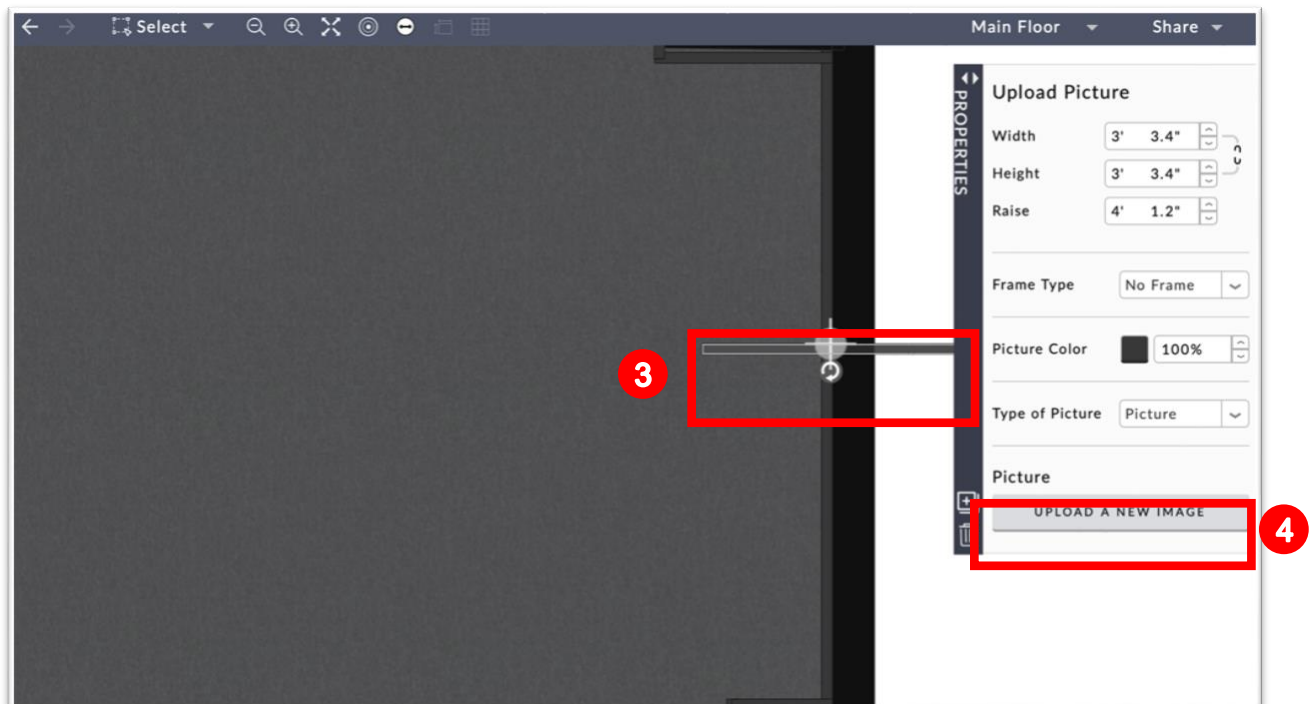 Select
Main Floor
Share
PROPERTIES
Upload Picture
Width 3' 3.4"
Height 3' 3.4"
Raise 4' 1.2"
Frame Type No Frame
Picture Color 100%
Type of Picture Picture
Picture
UPLOAD A NEW IMAGE
3
4